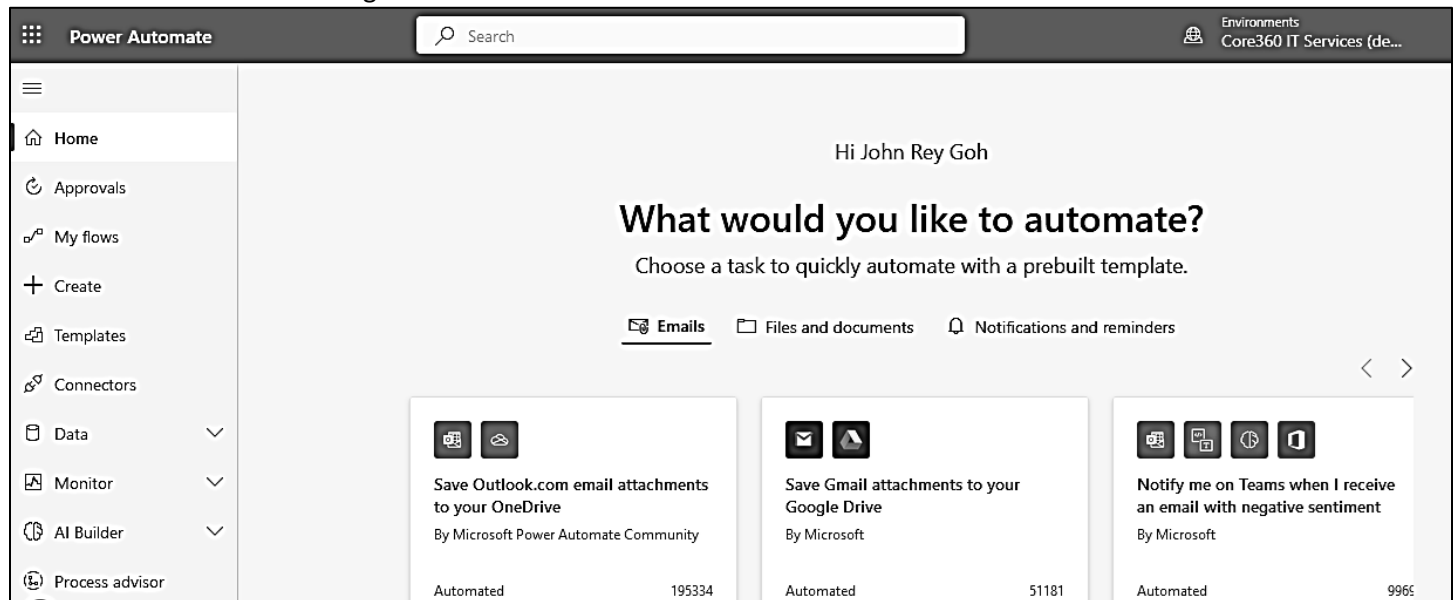 Power Automate
Search
Environments
Core360 IT Services (de...
Home
Approvals
My flows
Create
Templates
Connectors
Data
Monitor
AI Builder
Process advisor
Hi John Rey Goh
What would you like to automate?
Choose a task to quickly automate with a prebuilt template.
Emails Files and documents Notifications and reminders
Save Outlook.com email attachments
to your OneDrive
By Microsoft Power Automate Community
Automated 195334
Save Gmail attachments to your
Google Drive
By Microsoft
Automated 51181
Notify me on Teams when I receive
an email with negative sentiment
By Microsoft
Automated